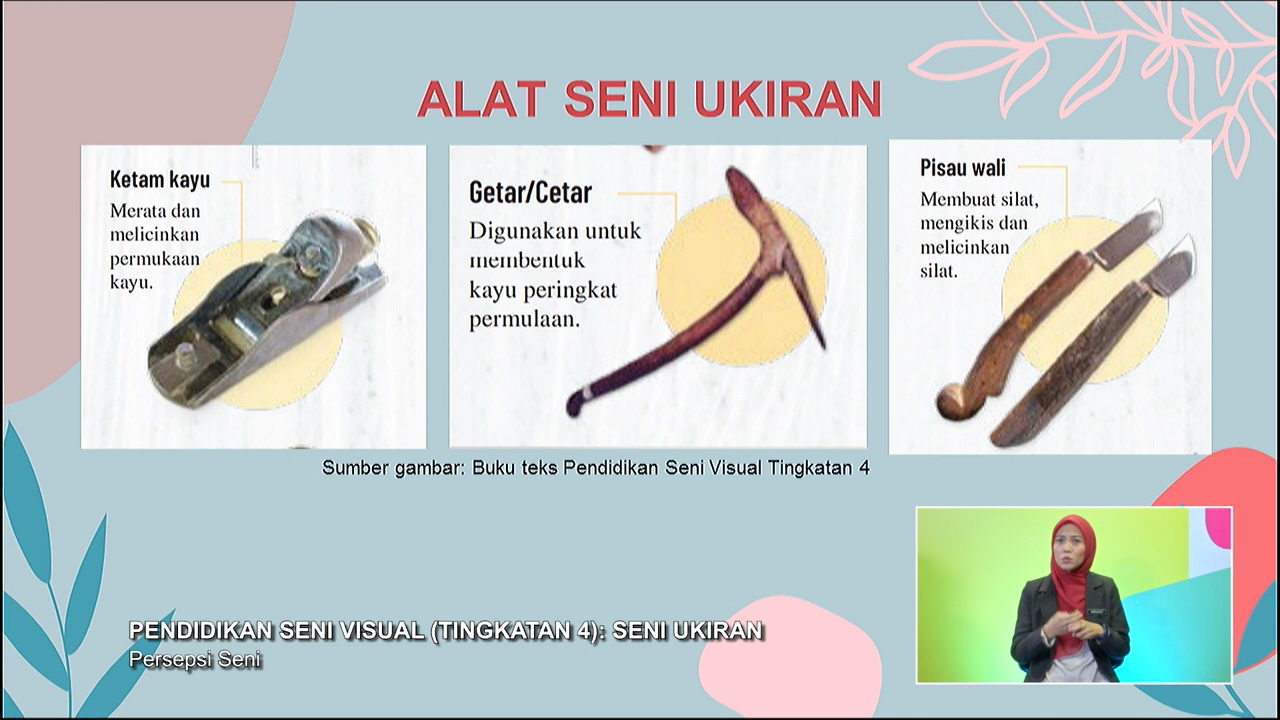 ALAT SENI UKIRAN
Ketam kayu
Merata dan
melicinkan
permukaan
kayu.
Getar/Cetar
Digunakan untuk
membentuk
kayu peringkat
permulaan.
Pisau wali
Membuat silat,
mengikis dan
melicinkan
silat.
Sumber gambar: Buku teks Pendidikan Seni Visual Tingkatan 4
PENDIDIKAN SENI VISUAL (TINGKATAN 4): SENI UKIRAN
Persepsi Seni